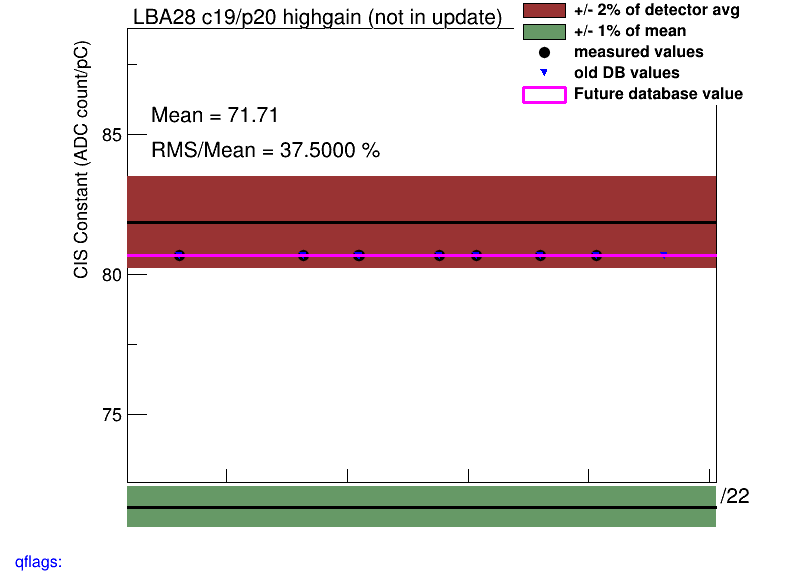 LBA28 c19/p20 highgain (not in update)
+/- 2% of detector avg
+/- 1% of mean
measured values
old DB values
Future database value
CIS Constant (ADC count/pC)
Mean = 71.71
RMS/Mean = 37.5000 %
85
80
75
/22
qflags: